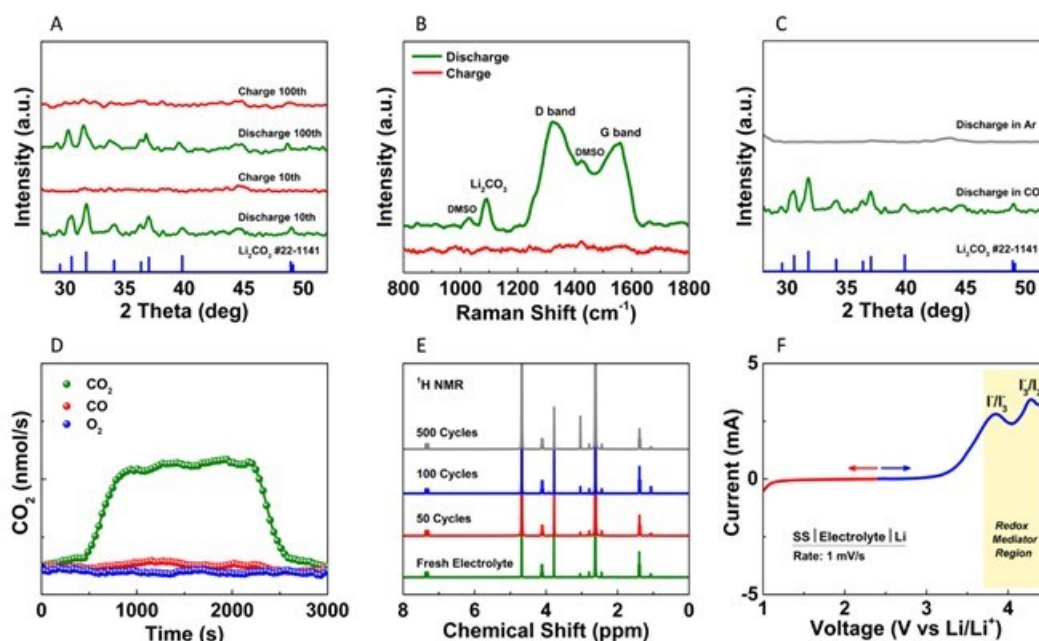 A
Intensity (a.u.)
Charge 100th
Discharge 100th
Charge 10th
Discharge 10th
Li₂CO₃ #22-1141
30 35 40 45 50
2 Theta (deg)
B
Intensity (a.u.)
Discharge
Charge
D band
G band
DMSO
Li₂CO₃
DMSO
800 1000 1200 1400 1600 1800
Raman Shift (cm⁻¹)
C
Intensity (a.u.)
Discharge in Ar
Discharge in CO
Li₂CO₃ #22-1141
30 35 40 45 50
2 Theta (deg)
D
CO₂ (nmol/s)
CO₂
CO
O₂
0 1000 2000 3000
Time (s)
E
¹H NMR
500 Cycles
100 Cycles
50 Cycles
Fresh Electrolyte
8 6 4 2 0
Chemical Shift (ppm)
F
Current (mA)
5
0
-5
I⁻/I₃⁻
SS | Electrolyte | Li
Rate: 1 mV/s
Redox
Mediator
Region
1 2 3 4
Voltage (V vs Li/Li⁺)